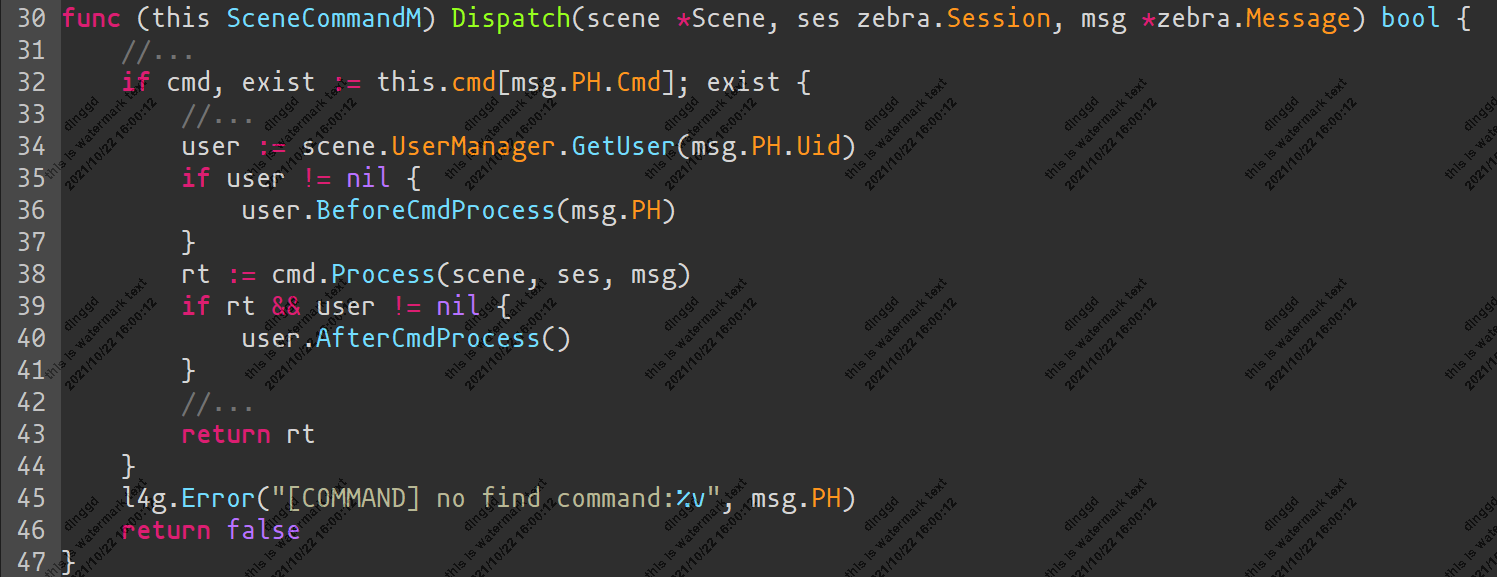 30 func (this SceneCommandM) Dispatch(scene *Scene, ses zebra.Session, msg *zebra.Message) bool {
31     //...
32     if cmd, exist := this.cmd[msg.PH.Cmd]; exist {
33         //...
34         user := scene.UserManager.GetUser(msg.PH.Uid)
35         if user != nil {
36             user.BeforeCmdProcess(msg.PH)
37         }
38         rt := cmd.Process(scene, ses, msg)
39         if rt && user != nil {
40             user.AfterCmdProcess()
41         }
42         //...
43         return rt
44     }
45     l4g.Error("[COMMAND] no find command:%v", msg.PH)
46     return false
47 }
dinggd
this is watermark text
2021/10/22 16:00:12